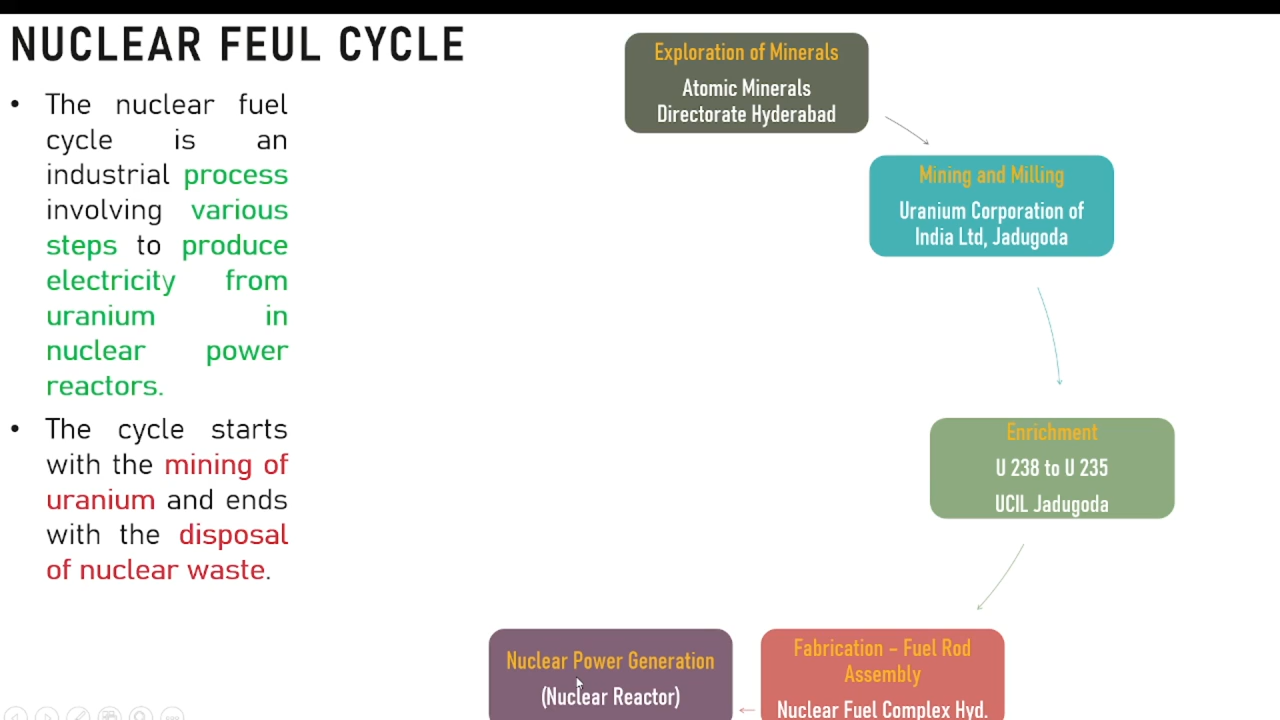 NUCLEAR FEUL CYCLE
• The nuclear fuel
cycle is an
industrial process
involving various
steps to produce
electricity from
uranium in
nuclear power
reactors.
• The cycle starts
with the mining of
uranium and ends
with the disposal
of nuclear waste.
Exploration of Minerals
Atomic Minerals
Directorate Hyderabad
Mining and Milling
Uranium Corporation of
India Ltd, Jadugoda
Enrichment
U 238 to U 235
UCIL Jadugoda
Fabrication – Fuel Rod
Assembly
Nuclear Fuel Complex Hyd.
Nuclear Power Generation
(Nuclear Reactor)